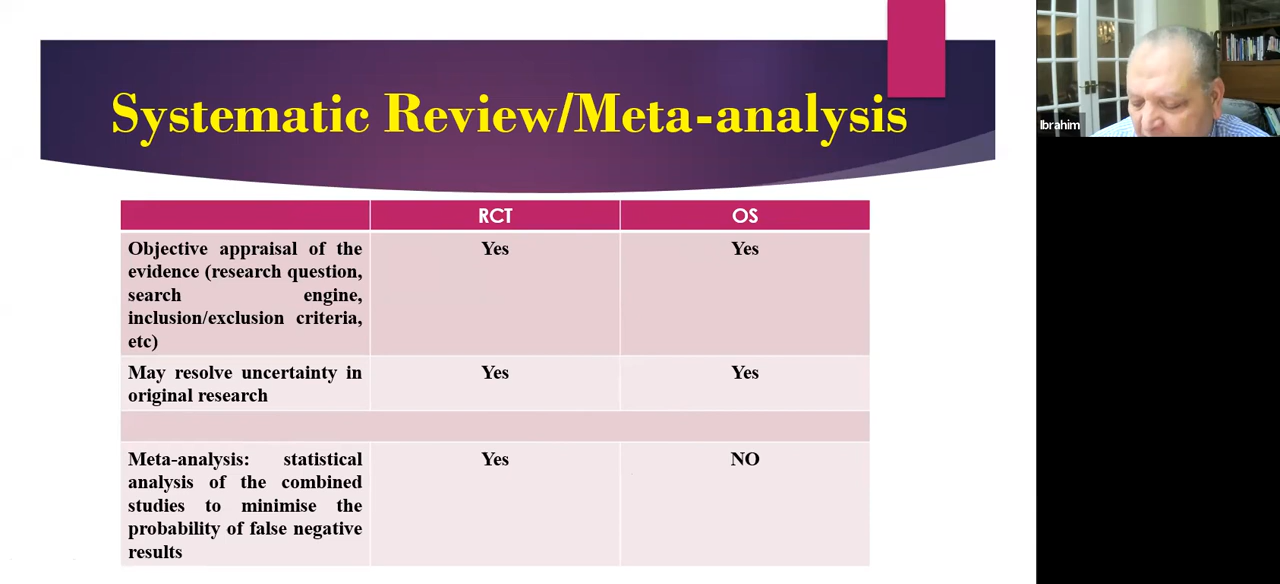 Systematic Review/Meta-analysis
Ibrahim
RCT OS
Objective appraisal of the Yes Yes
evidence (research question,
search engine,
inclusion/exclusion criteria,
etc)
May resolve uncertainty in Yes Yes
original research
Meta-analysis: statistical Yes NO
analysis of the combined
studies to minimise the
probability of false negative
results